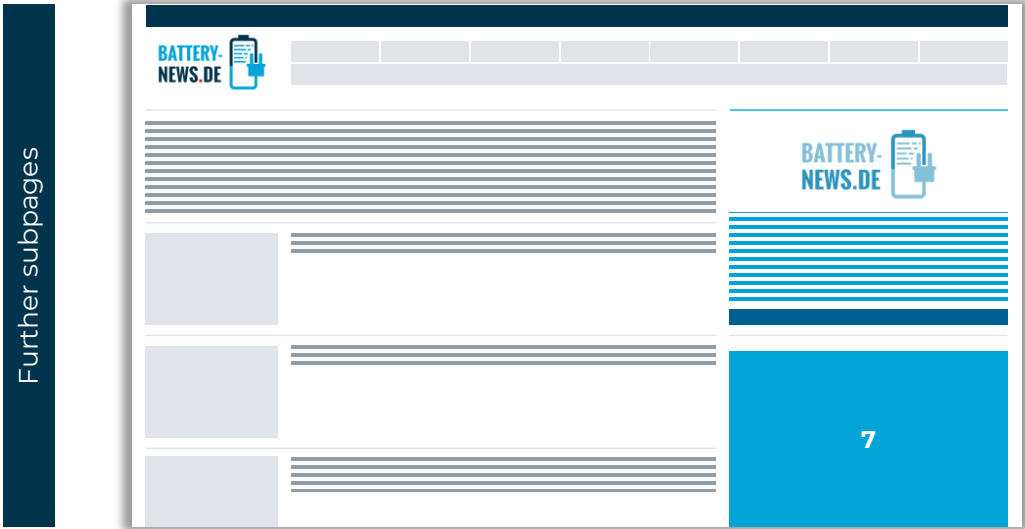 Further subpages
BATTERY-
NEWS.DE
BATTERY-
NEWS.DE
7